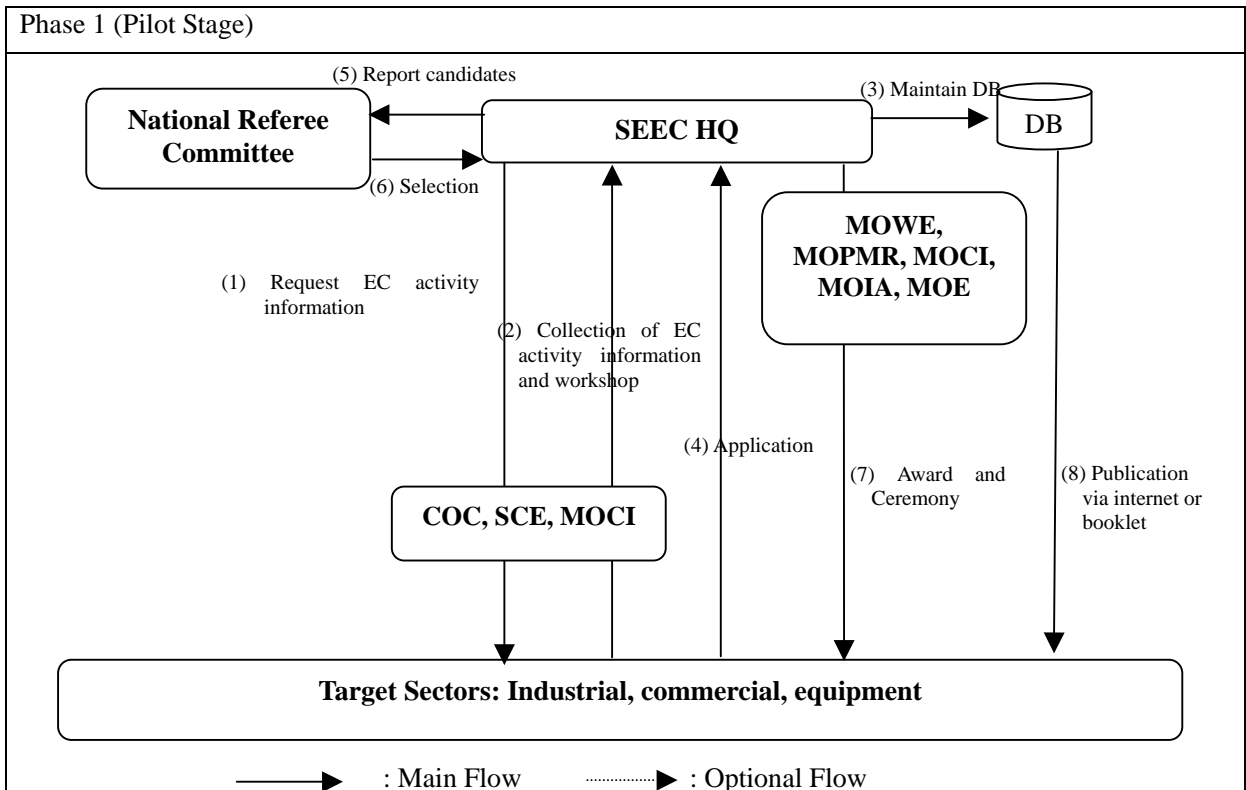 Phase 1 (Pilot Stage)
(5) Report candidates
(3) Maintain DB
National Referee
Committee
SEEC HQ
DB
(6) Selection
MOWE,
MOPMR, MOCI,
MOIA, MOE
(1) Request EC activity
information
(2) Collection of EC
activity information
and workshop
(4) Application
(7) Award and
Ceremony
(8) Publication
via internet or
booklet
COC, SCE, MOCI
Target Sectors: Industrial, commercial, equipment
: Main Flow : Optional Flow